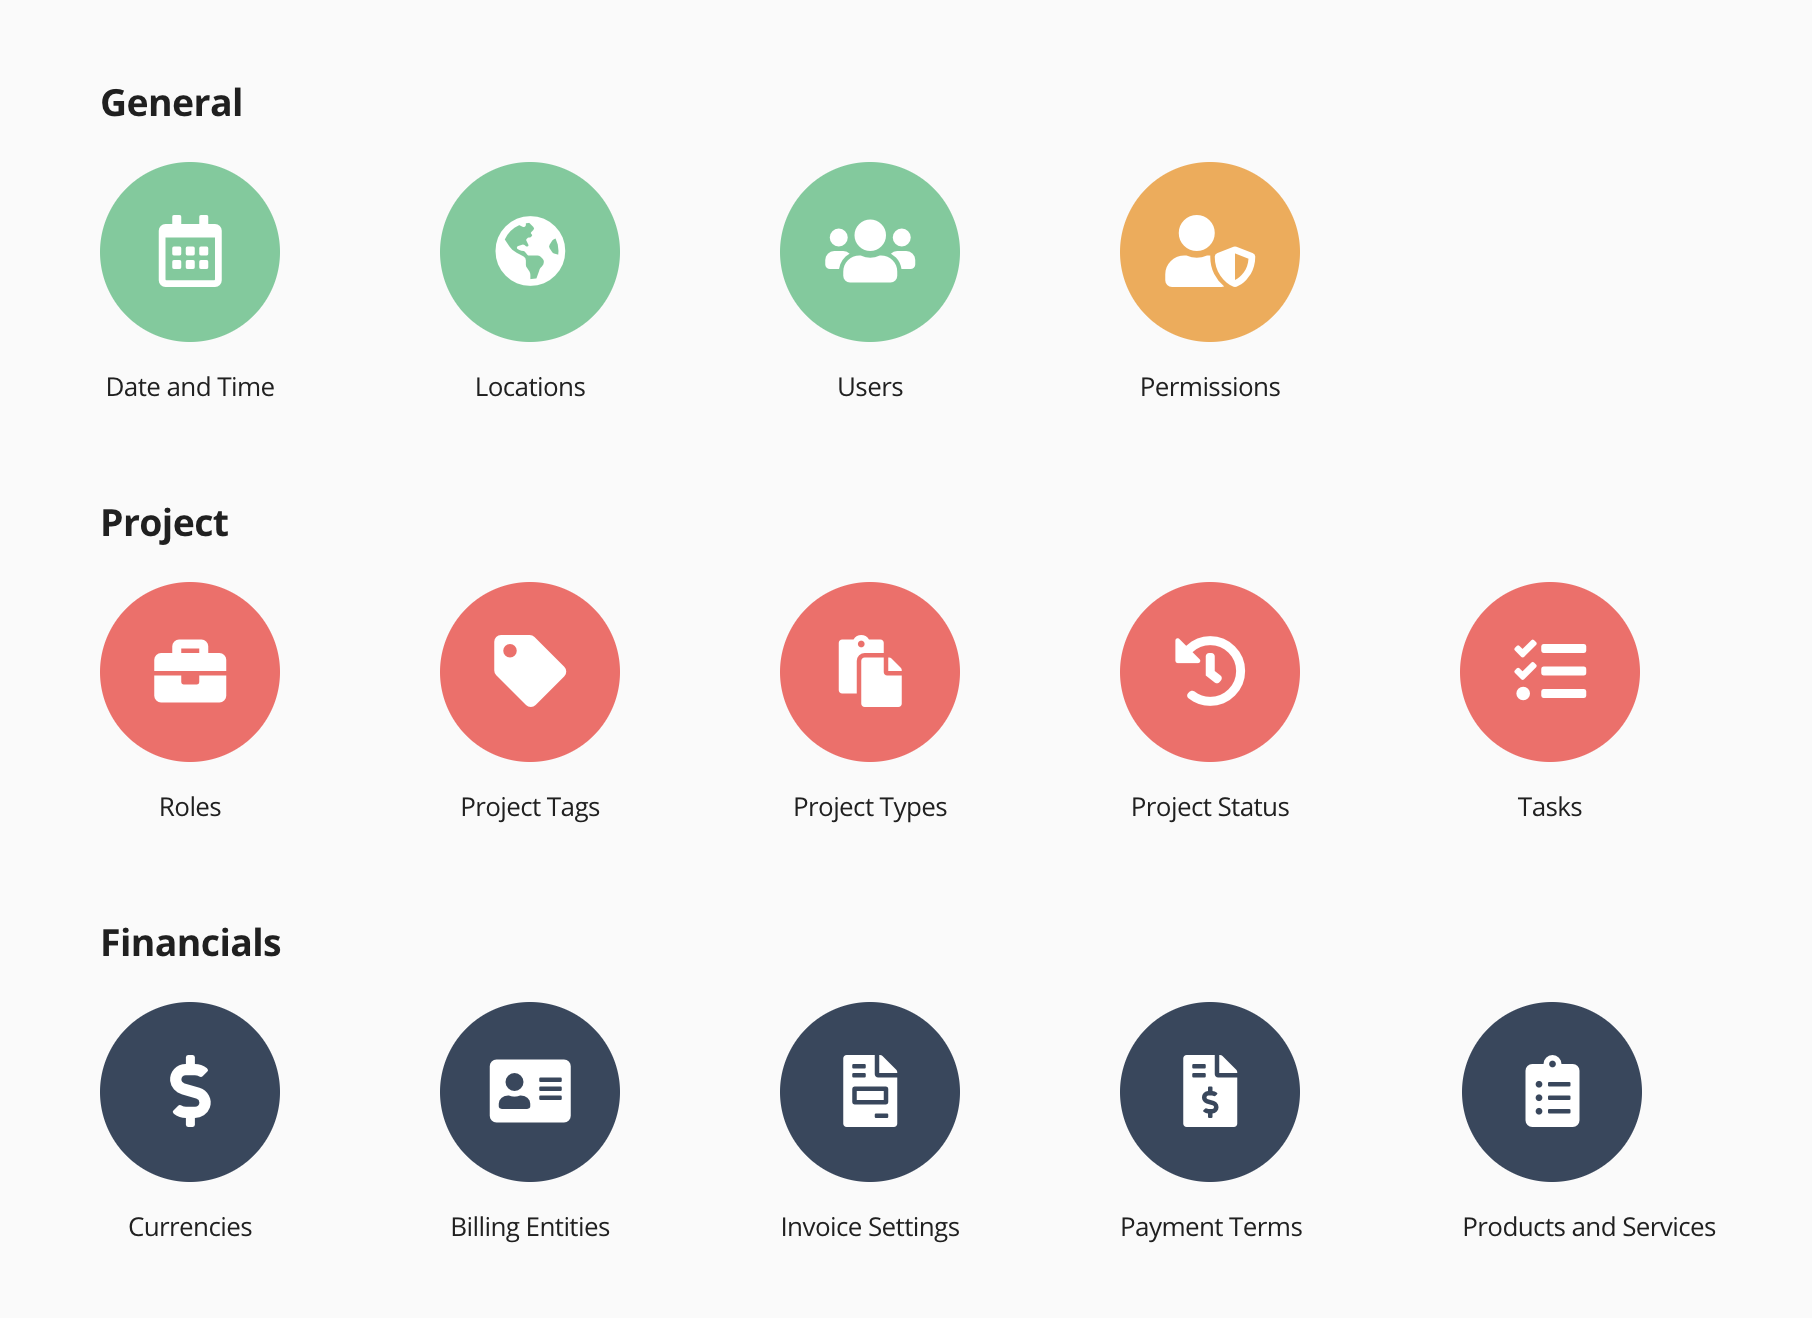 General
Date and Time
Locations
Users
Permissions
Project
Roles
Project Tags
Project Types
Project Status
Tasks
Financials
$
Currencies
Billing Entities
Invoice Settings
$
Payment Terms
Products and Services